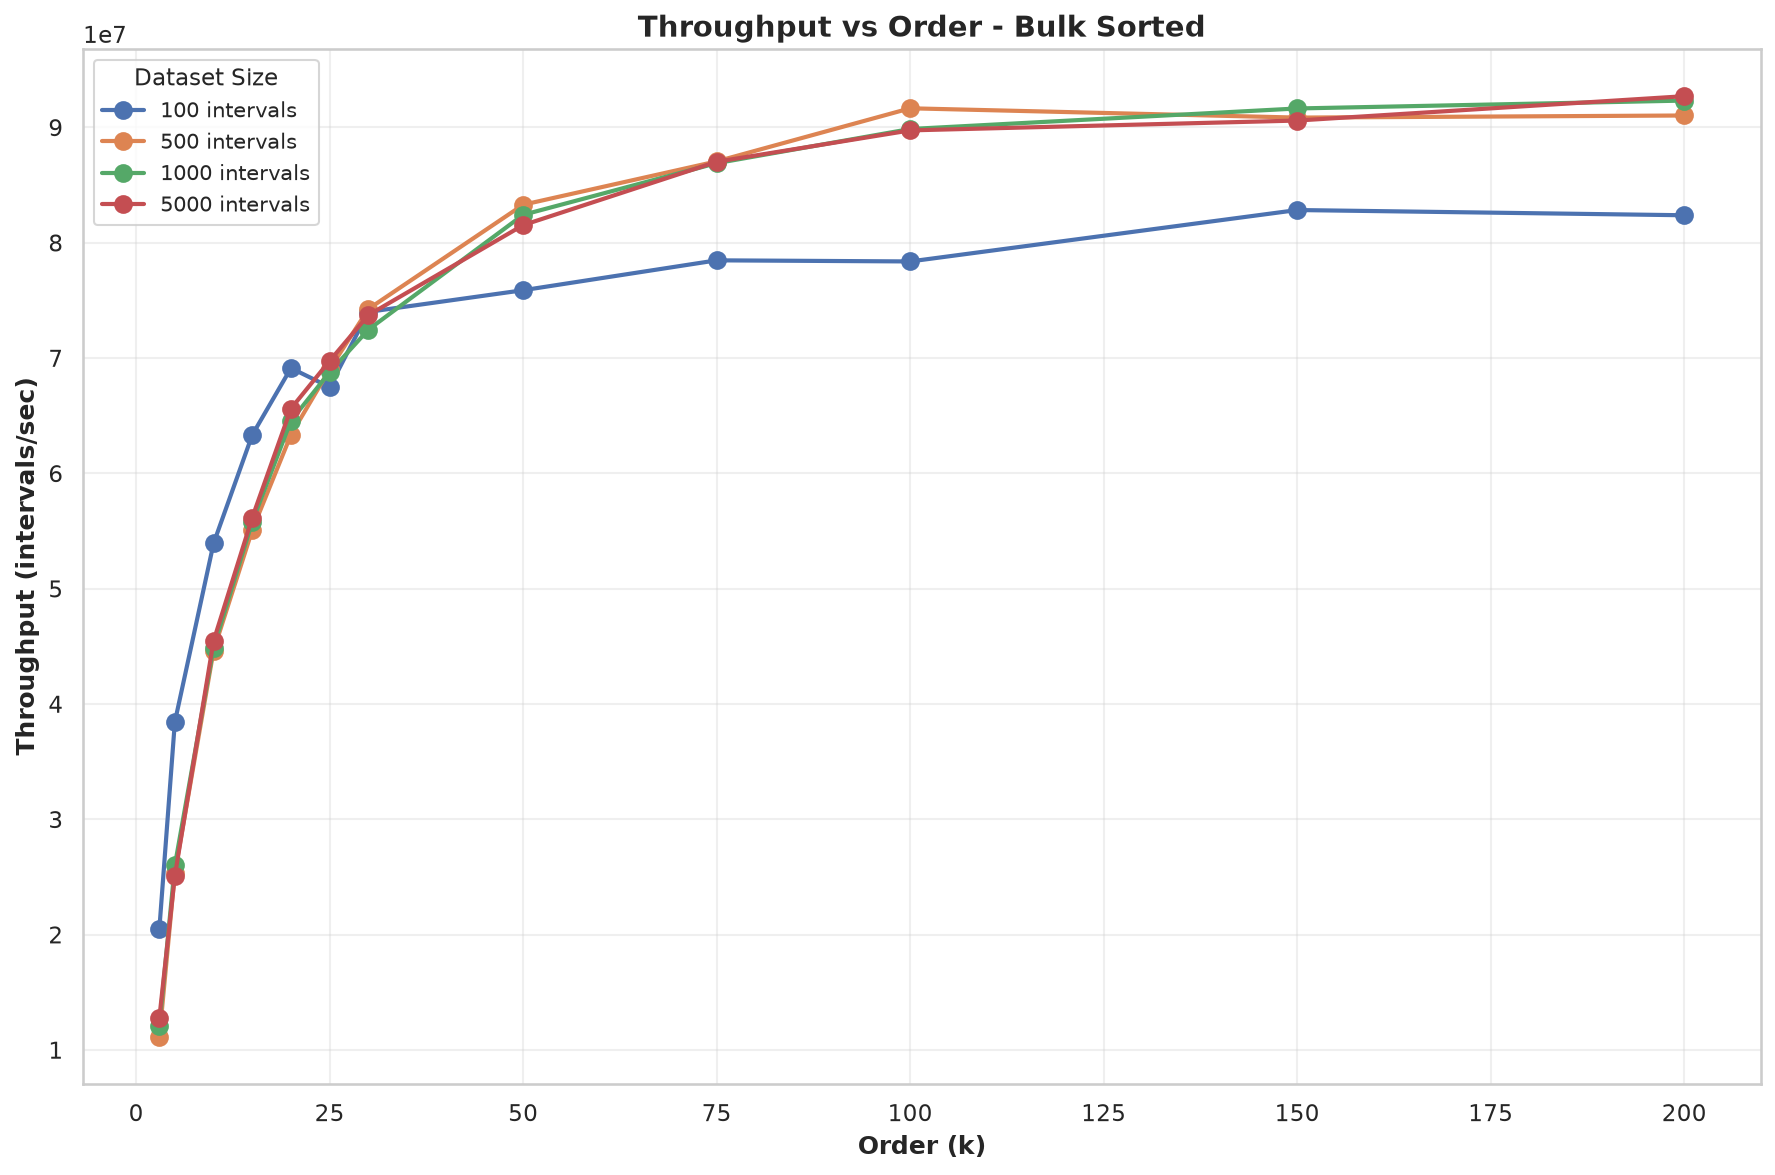 Throughput vs Order - Bulk Sorted
1e7
Dataset Size
100 intervals
500 intervals
1000 intervals
5000 intervals
9
8
7
6
5
4
3
2
1
Throughput (intervals/sec)
0 25 50 75 100 125 150 175 200
Order (k)